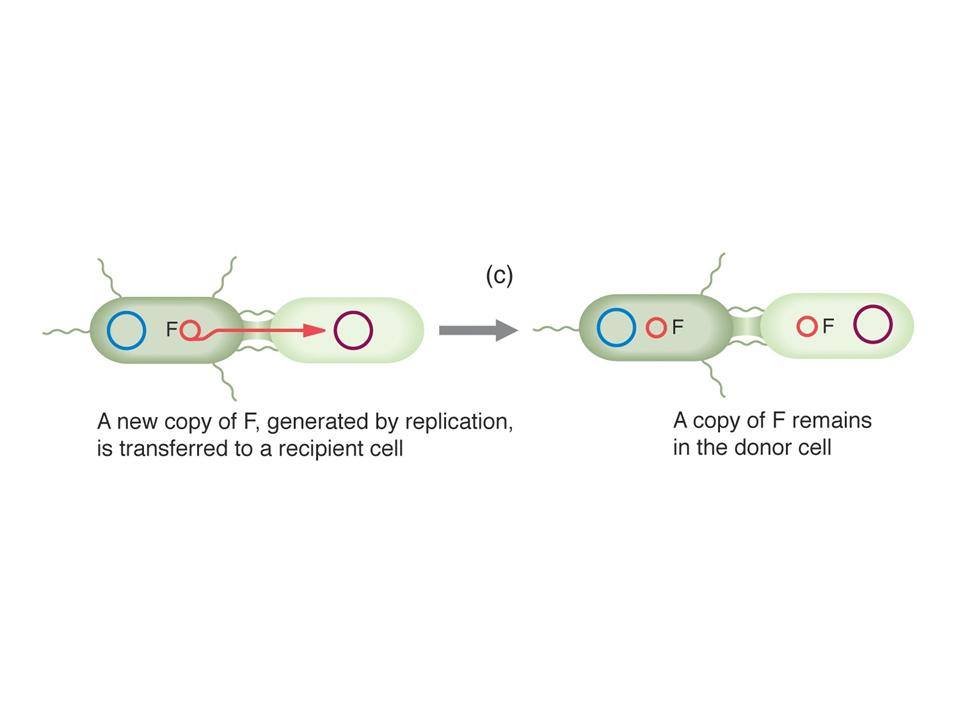 (c)
F
F
F
A new copy of F, generated by replication,
is transferred to a recipient cell
A copy of F remains
in the donor cell